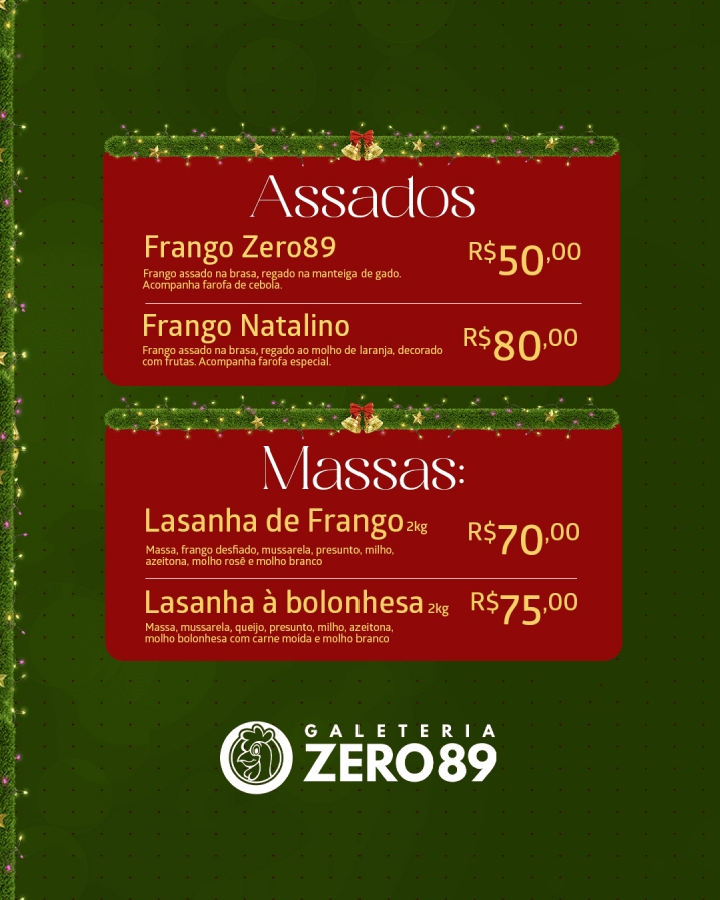 Assados
Frango Zero89
R$50,00
Frango assado na brasa, regado na manteiga de gado.
Acompanha farofa de cebola.
Frango Natalino
R$80,00
Frango assado na brasa, regado ao molho de laranja, decorado
com frutas. Acompanha farofa especial.
Massas:
Lasanha de Frango 2kg
R$70,00
Massa, frango desfiado, mussarela, presunto, milho,
azeitona, molho rosê e molho branco
Lasanha à bolonhesa 2kg
R$75,00
Massa, mussarela, queijo, presunto, milho, azeitona,
molho bolonhesa com carne moída e molho branco
GALETERIA
ZERO89